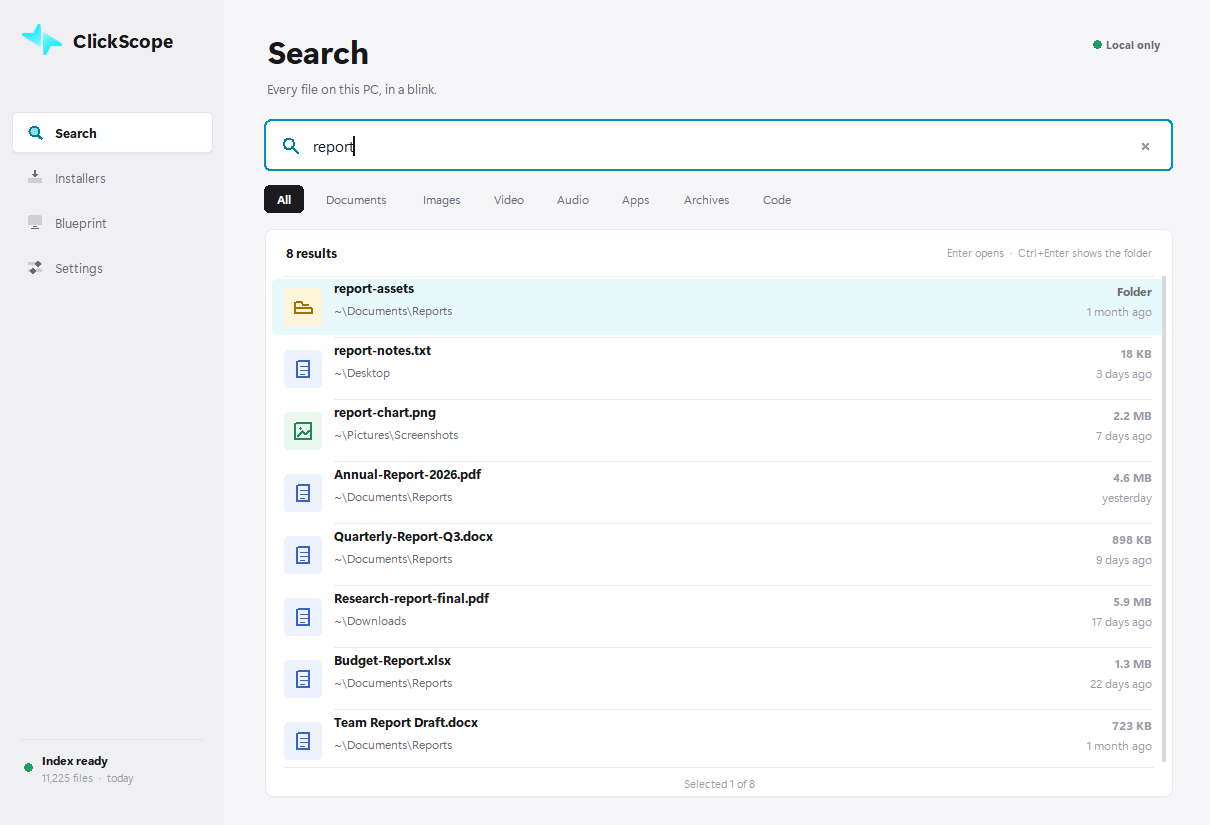 ClickScope
Search
Installers
Blueprint
Settings
Index ready
11,225 files · today
Search
Local only
Every file on this PC, in a blink.
report
All Documents Images Video Audio Apps Archives Code
8 results
Enter opens · Ctrl+Enter shows the folder
report-assets
Folder
~\Documents\Reports
1 month ago
report-notes.txt
18 KB
~\Desktop
3 days ago
report-chart.png
2.2 MB
~\Pictures\Screenshots
7 days ago
Annual-Report-2026.pdf
4.6 MB
~\Documents\Reports
yesterday
Quarterly-Report-Q3.docx
898 KB
~\Documents\Reports
9 days ago
Research-report-final.pdf
5.9 MB
~\Downloads
17 days ago
Budget-Report.xlsx
1.3 MB
~\Documents\Reports
22 days ago
Team Report Draft.docx
723 KB
~\Documents\Reports
1 month ago
Selected 1 of 8